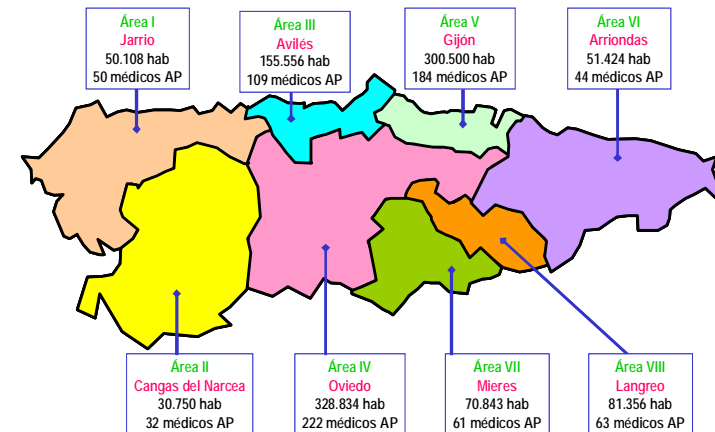 Área I
Jarrio
50.108 hab
50 médicos AP
Área III
Avilés
155.556 hab
109 médicos AP
Área V
Gijón
300.500 hab
184 médicos AP
Área VI
Arriondas
51.424 hab
44 médicos AP
Área II
Cangas del Narcea
30.750 hab
32 médicos AP
Área IV
Oviedo
328.834 hab
222 médicos AP
Área VII
Mieres
70.843 hab
61 médicos AP
Área VIII
Langreo
81.356 hab
63 médicos AP